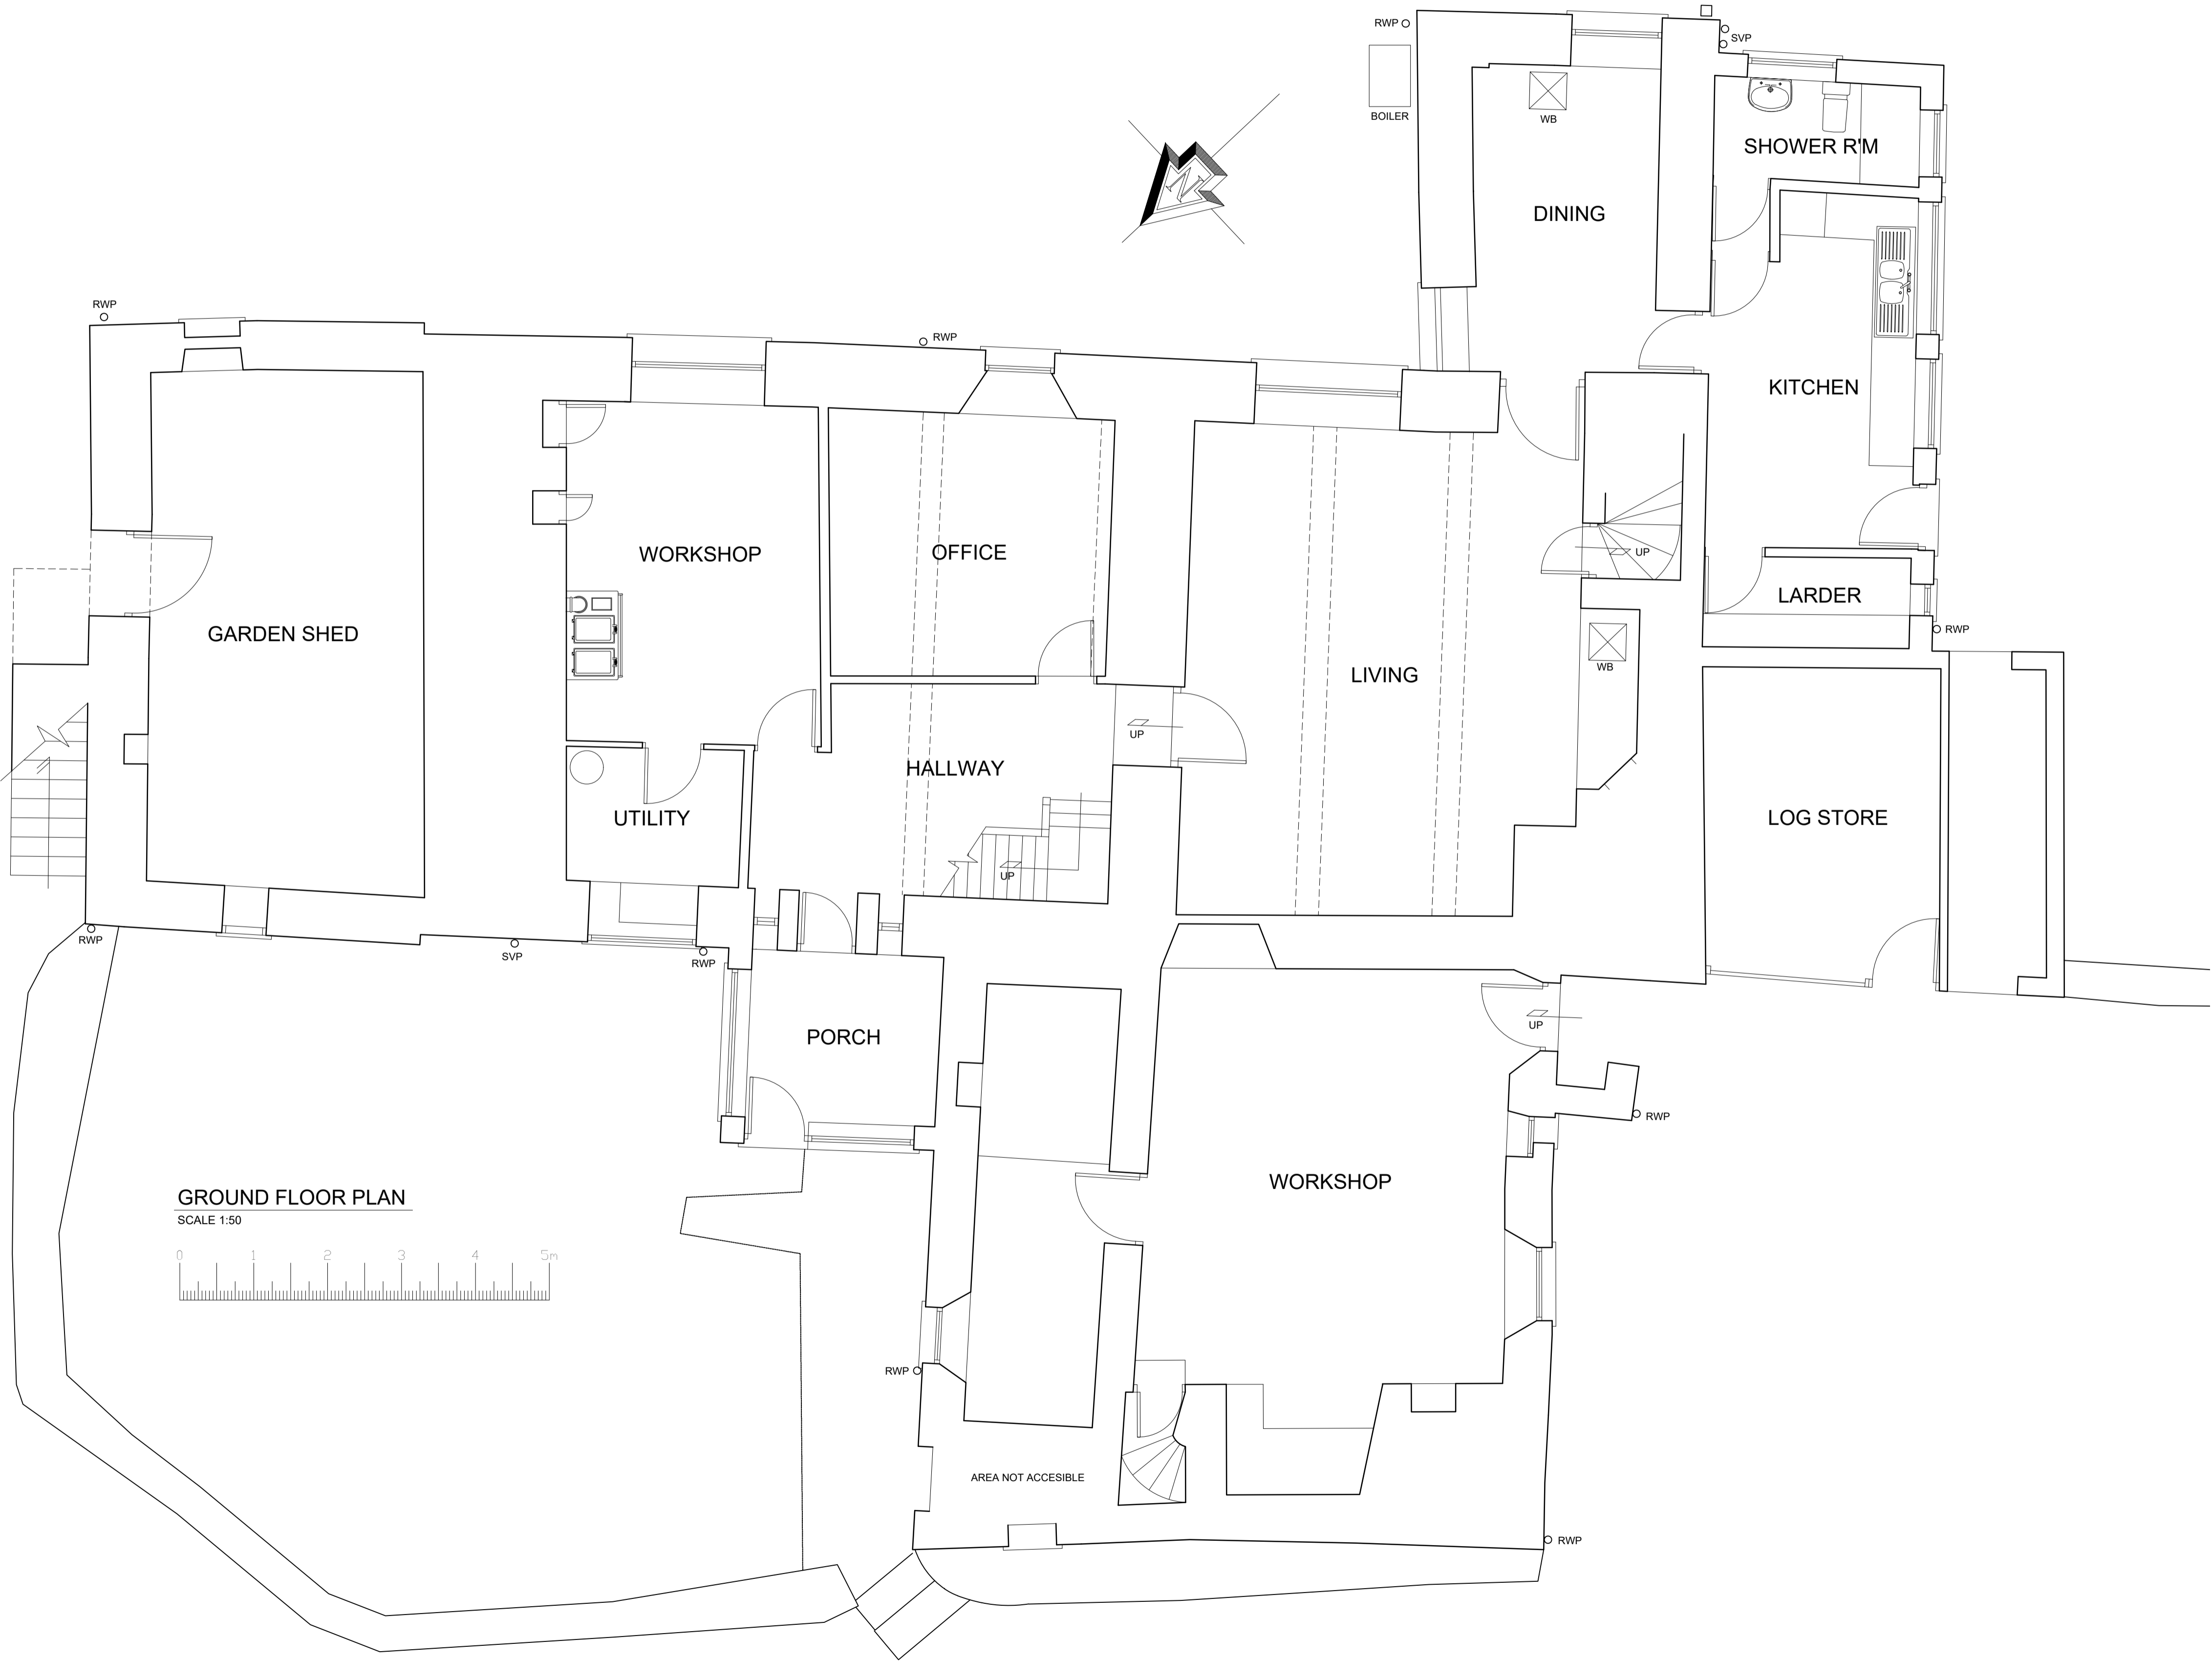 RWP
SVP
BOILER
WB
SHOWER R'M
N
DINING
RWP
RWP
KITCHEN
WORKSHOP
OFFICE
UP
LARDER
GARDEN SHED
RWP
WB
LIVING
UP
HALLWAY
UTILITY
LOG STORE
UP
RWP
SVP
RWP
UP
PORCH
RWP
WORKSHOP
GROUND FLOOR PLAN
SCALE 1:50
0 1 2 3 4 5m
RWP
AREA NOT ACCESIBLE
RWP